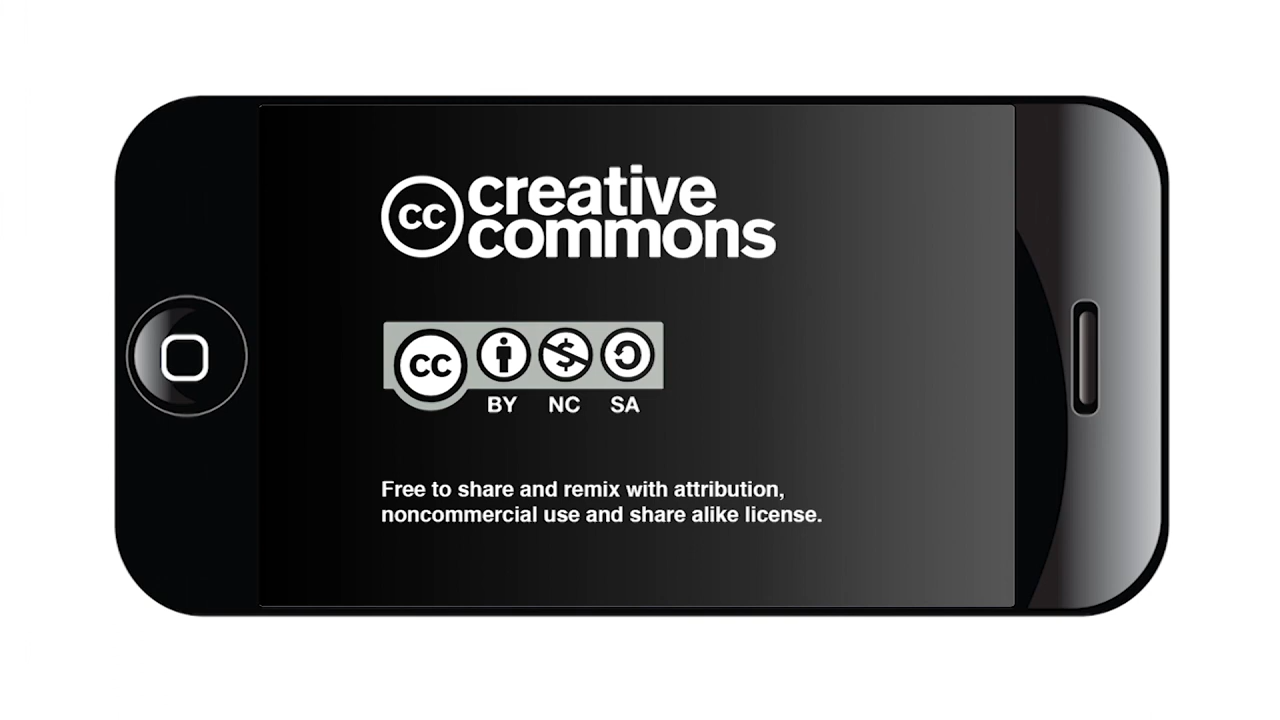 cc creative
commons
cc
BY NC SA
Free to share and remix with attribution,
noncommercial use and share alike license.